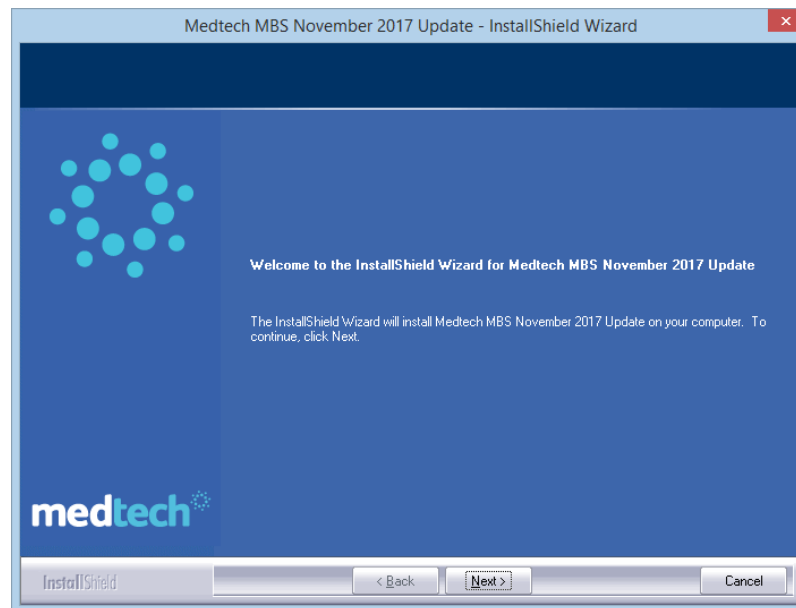 Medtech MBS November 2017 Update - InstallShield Wizard
Welcome to the InstallShield Wizard for Medtech MBS November 2017 Update
The InstallShield Wizard will install Medtech MBS November 2017 Update on your computer. To
continue, click Next.
medtech
InstallShield
< Back
Next >
Cancel